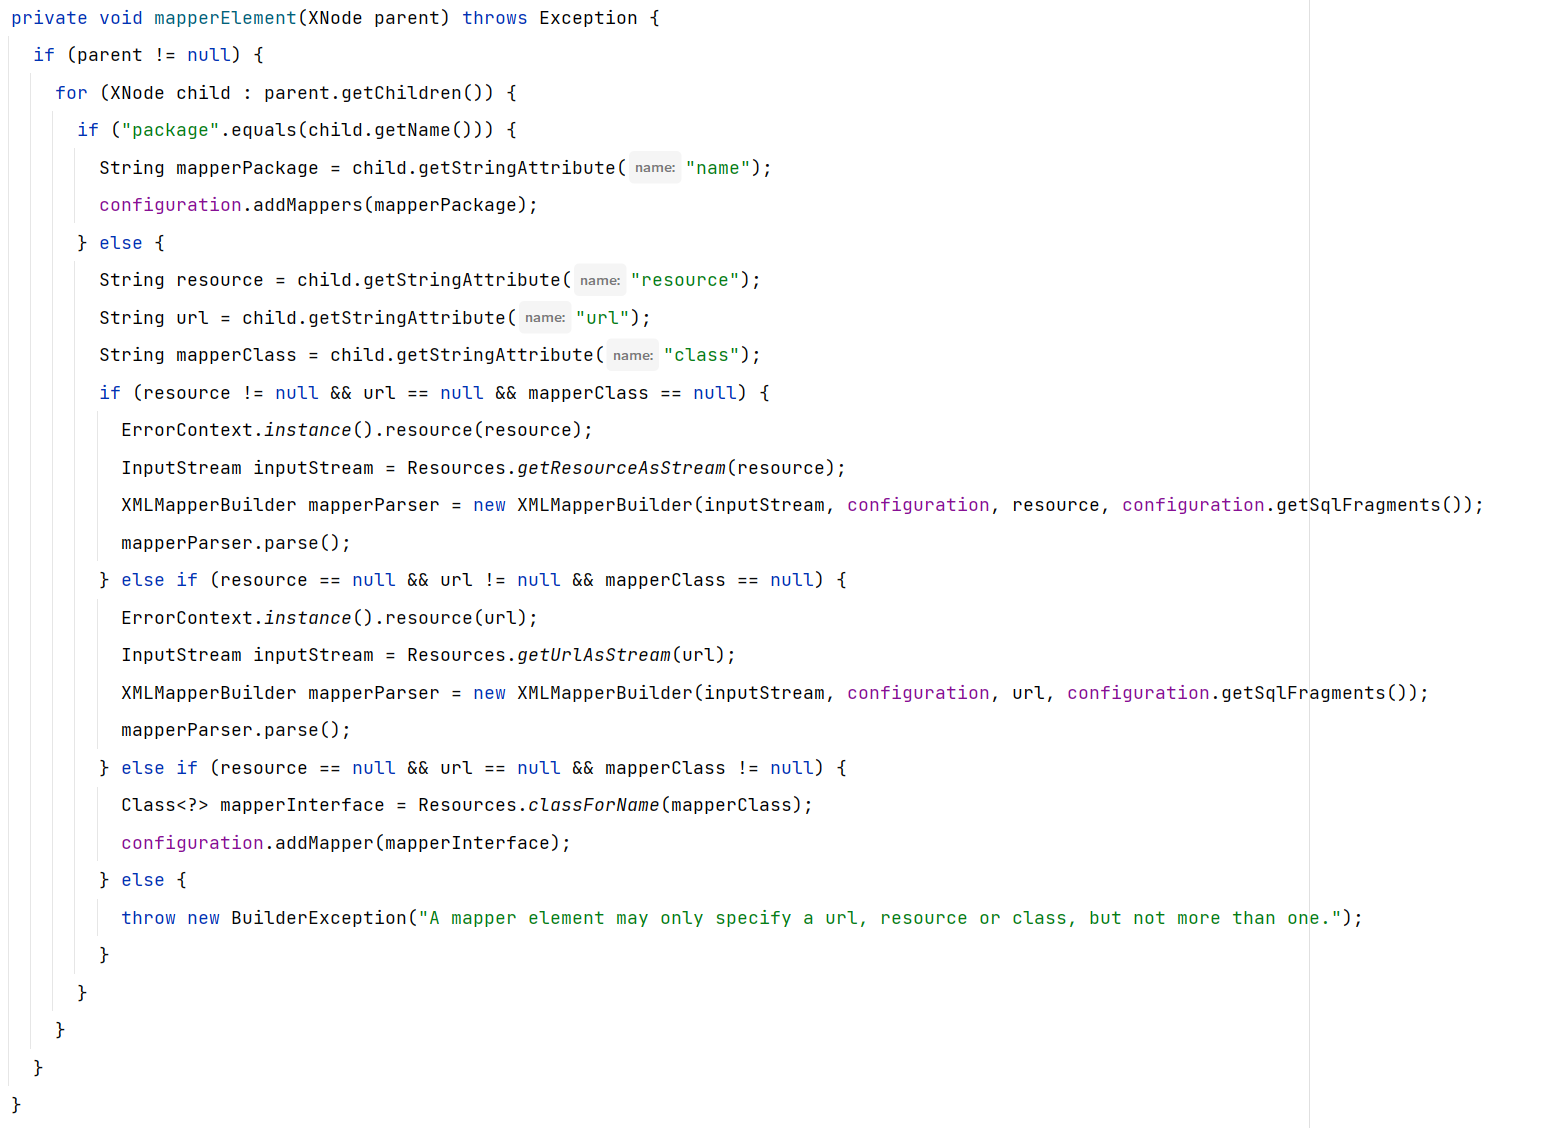 private void mapperElement(XNode parent) throws Exception {
if (parent != null) {
for (XNode child : parent.getChildren()) {
if ("package".equals(child.getName())) {
String mapperPackage = child.getStringAttribute( name: "name");
configuration.addMappers(mapperPackage);
} else {
String resource = child.getStringAttribute( name: "resource");
String url = child.getStringAttribute( name: "url");
String mapperClass = child.getStringAttribute( name: "class");
if (resource != null && url == null && mapperClass == null) {
ErrorContext.instance().resource(resource);
InputStream inputStream = Resources.getResourceAsStream(resource);
XMLMapperBuilder mapperParser = new XMLMapperBuilder(inputStream, configuration, resource, configuration.getSqlFragments());
mapperParser.parse();
} else if (resource == null && url != null && mapperClass == null) {
ErrorContext.instance().resource(url);
InputStream inputStream = Resources.getUrlAsStream(url);
XMLMapperBuilder mapperParser = new XMLMapperBuilder(inputStream, configuration, url, configuration.getSqlFragments());
mapperParser.parse();
} else if (resource == null && url == null && mapperClass != null) {
Class<?> mapperInterface = Resources.classForName(mapperClass);
configuration.addMapper(mapperInterface);
} else {
throw new BuilderException("A mapper element may only specify a url, resource or class, but not more than one.");
}
}
}
}
}